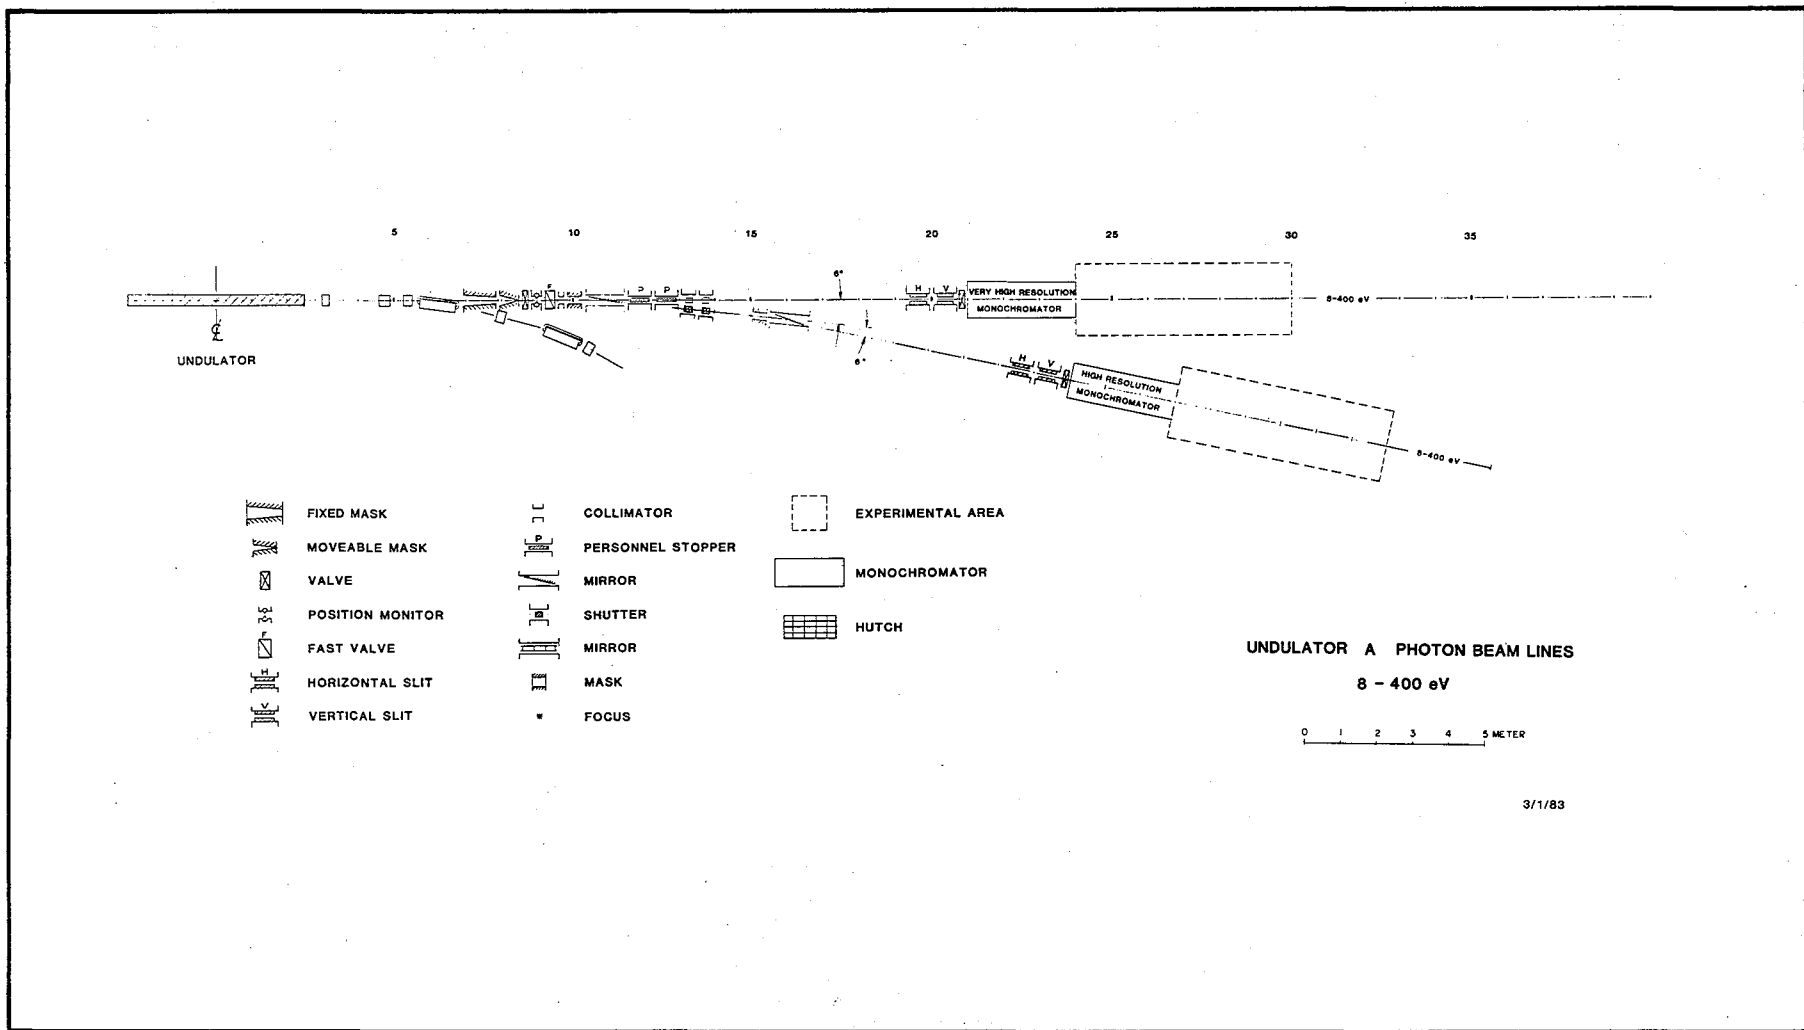 5 10 15 20 25 30 35
6°
F P P H V VERY HIGH RESOLUTION
MONOCHROMATOR
8-400 eV
℄
UNDULATOR
6°
H V
HIGH RESOLUTION
MONOCHROMATOR
8-400 eV
FIXED MASK
MOVEABLE MASK
VALVE
POSITION MONITOR
F
FAST VALVE
H
HORIZONTAL SLIT
V
VERTICAL SLIT
COLLIMATOR
P
PERSONNEL STOPPER
MIRROR
SHUTTER
MIRROR
MASK
FOCUS
EXPERIMENTAL AREA
MONOCHROMATOR
HUTCH
UNDULATOR A PHOTON BEAM LINES
8 - 400 eV
0 1 2 3 4 5 METER
3/1/83